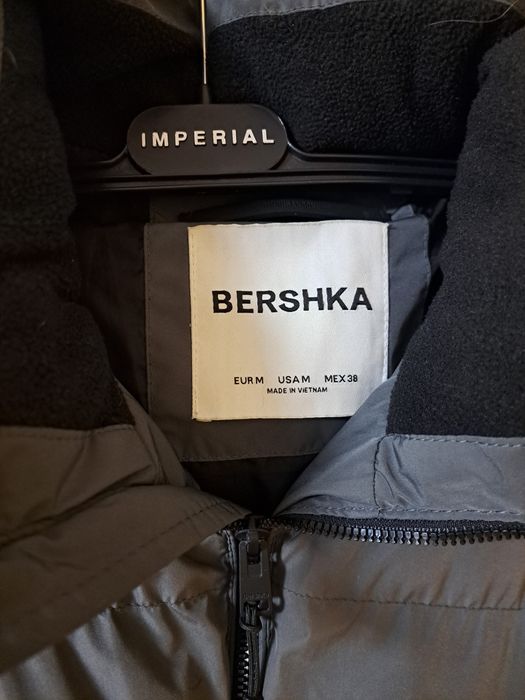 IMPERIAL
BERSHKA
EUR M USA M MEX 38
MADE IN VIETNAM